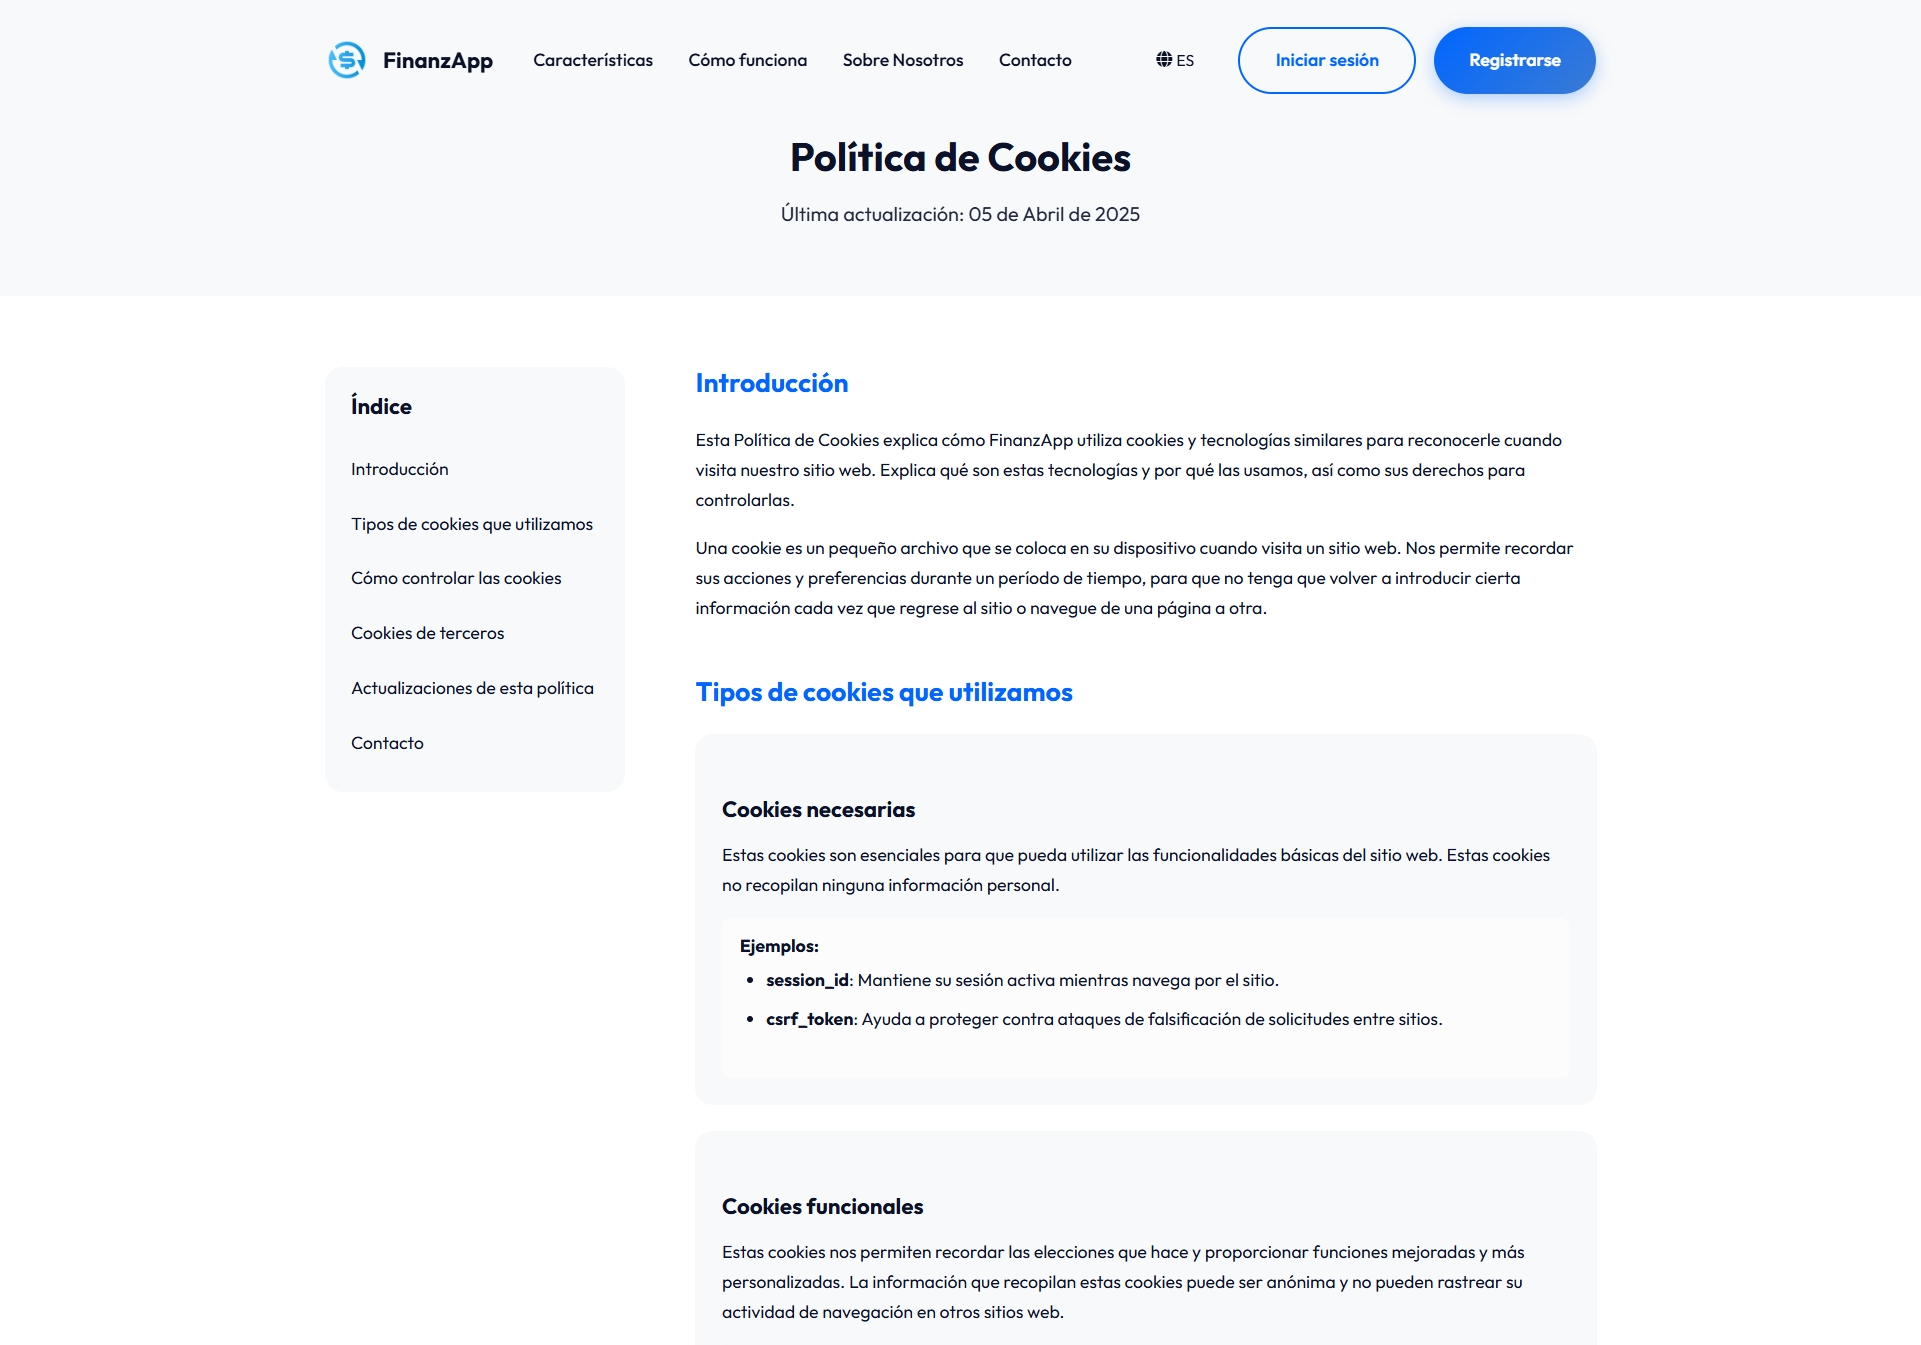 FinanzApp
Características
Cómo funciona
Sobre Nosotros
Contacto
ES
Iniciar sesión
Registrarse
Política de Cookies
Última actualización: 05 de Abril de 2025
Índice
Introducción
Tipos de cookies que utilizamos
Cómo controlar las cookies
Cookies de terceros
Actualizaciones de esta política
Contacto
Introducción
Esta Política de Cookies explica cómo FinanzApp utiliza cookies y tecnologías similares para reconocerle cuando
visita nuestro sitio web. Explica qué son estas tecnologías y por qué las usamos, así como sus derechos para
controlarlas.
Una cookie es un pequeño archivo que se coloca en su dispositivo cuando visita un sitio web. Nos permite recordar
sus acciones y preferencias durante un período de tiempo, para que no tenga que volver a introducir cierta
información cada vez que regrese al sitio o navegue de una página a otra.
Tipos de cookies que utilizamos
Cookies necesarias
Estas cookies son esenciales para que pueda utilizar las funcionalidades básicas del sitio web. Estas cookies
no recopilan ninguna información personal.
Ejemplos:
• session_id: Mantiene su sesión activa mientras navega por el sitio.
• csrf_token: Ayuda a proteger contra ataques de falsificación de solicitudes entre sitios.
Cookies funcionales
Estas cookies nos permiten recordar las elecciones que hace y proporcionar funciones mejoradas y más
personalizadas. La información que recopilan estas cookies puede ser anónima y no pueden rastrear su
actividad de navegación en otros sitios web.